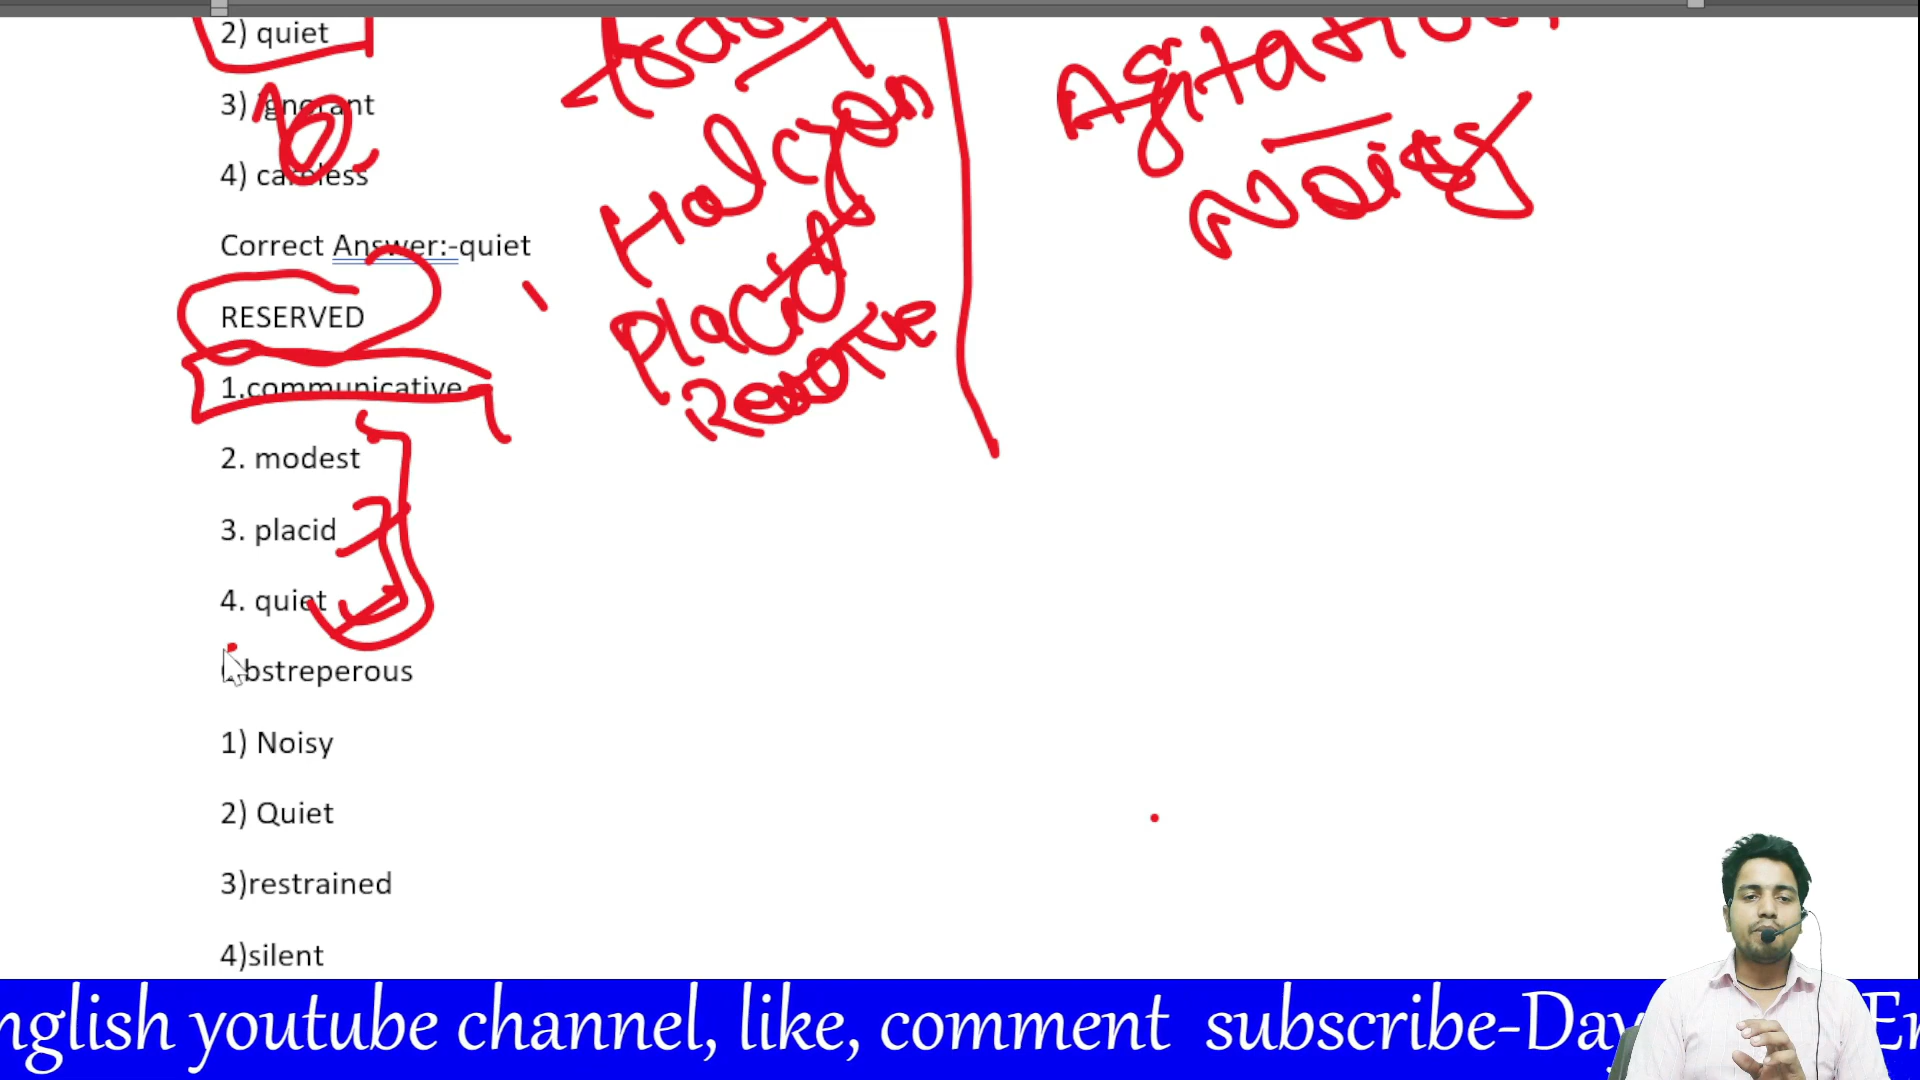 2) quiet
3) ignorant
4) careless
Correct Answer:-quiet
RESERVED
1.communicative
2. modest
3. placid
4. quiet
Obstreperous
1) Noisy
2) Quiet
3)restrained
4)silent
Halcyon
Placid
Agitation
Noisy
nglish youtube channel, like, comment subscribe-Day